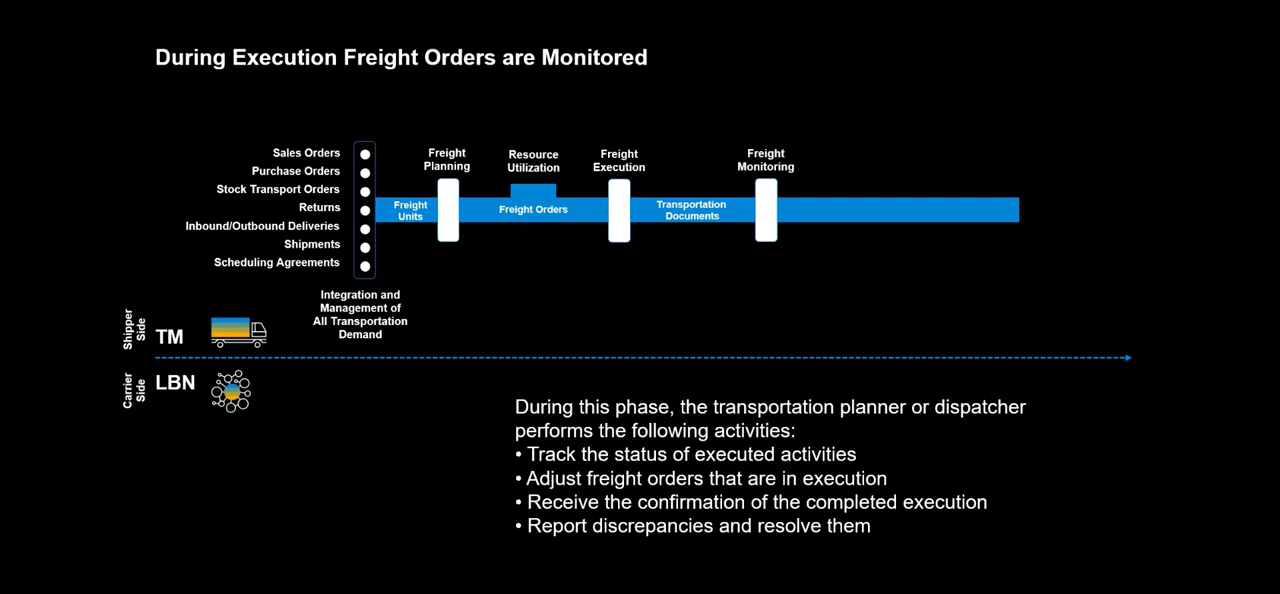 During Execution Freight Orders are Monitored
Sales Orders
Purchase Orders
Stock Transport Orders
Returns
Inbound/Outbound Deliveries
Shipments
Scheduling Agreements
Integration and
Management of
All Transportation
Demand
Freight
Units
Freight
Planning
Resource
Utilization
Freight Orders
Freight
Execution
Transportation
Documents
Freight
Monitoring
Shipper
Side
TM
Carrier
Side
LBN
During this phase, the transportation planner or dispatcher
performs the following activities:
• Track the status of executed activities
• Adjust freight orders that are in execution
• Receive the confirmation of the completed execution
• Report discrepancies and resolve them